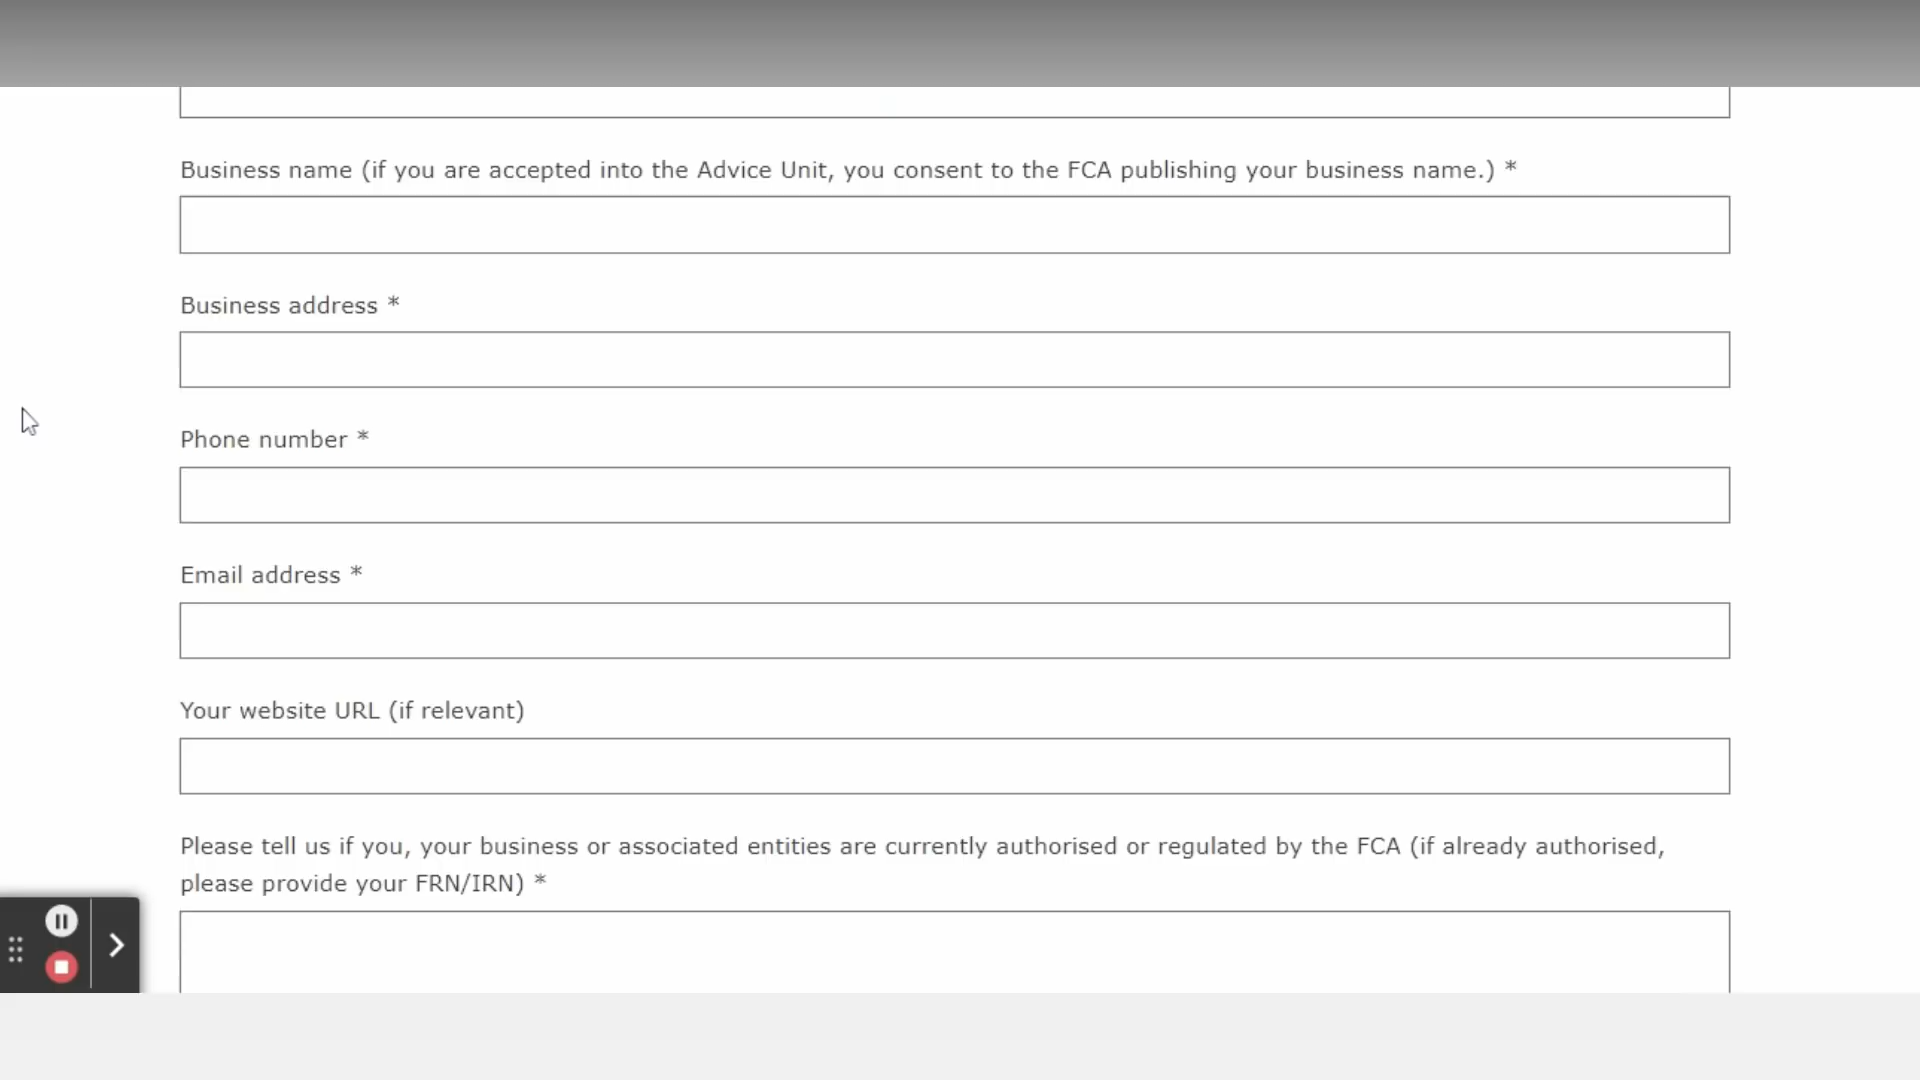 Business name (if you are accepted into the Advice Unit, you consent to the FCA publishing your business name.) *
Business address *
Phone number *
Email address *
Your website URL (if relevant)
Please tell us if you, your business or associated entities are currently authorised or regulated by the FCA (if already authorised,
please provide your FRN/IRN) *